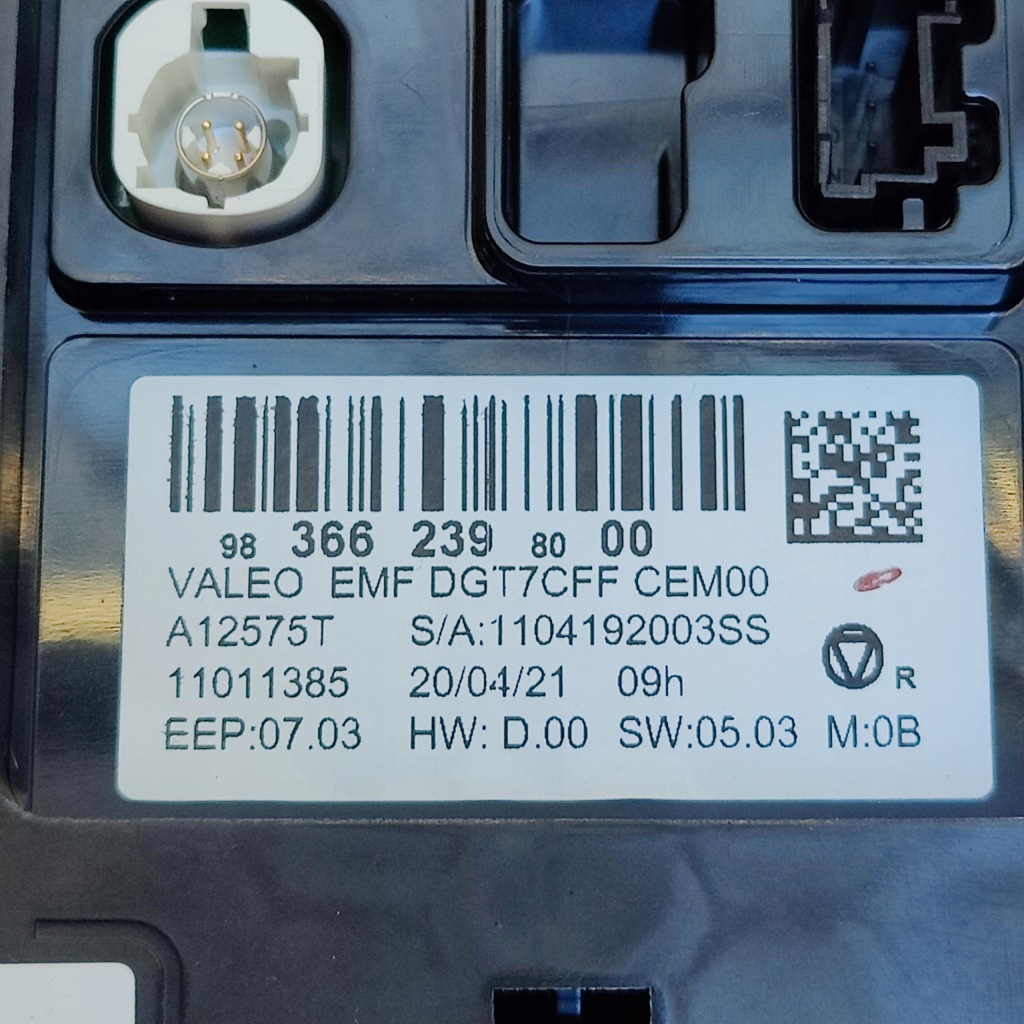 98 366 239 80 00
VALEO EMF DGT7CFF CEM00
A12575T S/A:1104192003SS
11011385 20/04/21 09h
R
EEP:07.03 HW: D.00 SW:05.03 M:0B